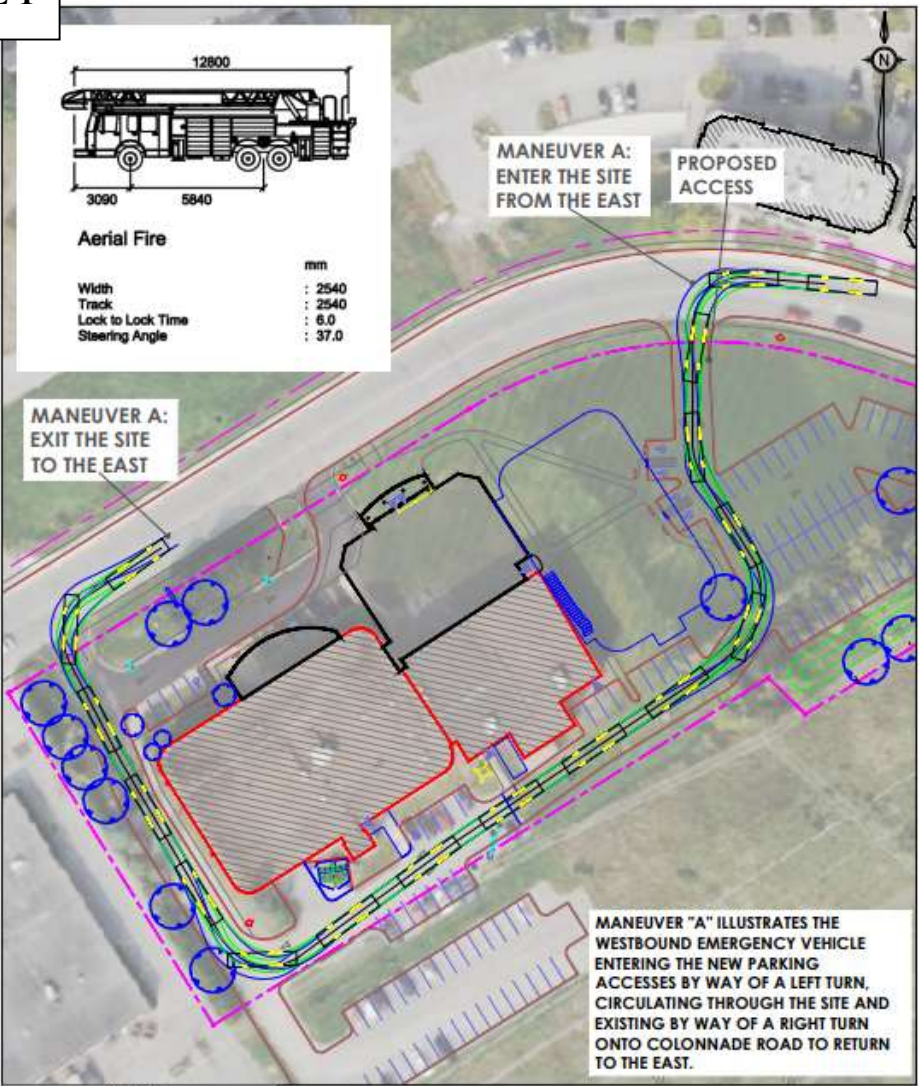 12800
3090
5840
Aerial Fire
mm
Width : 2540
Track : 2540
Lock to Lock Time : 6.0
Steering Angle : 37.0
N
MANEUVER A:
ENTER THE SITE
FROM THE EAST
PROPOSED
ACCESS
MANEUVER A:
EXIT THE SITE
TO THE EAST
MANEUVER "A" ILLUSTRATES THE
WESTBOUND EMERGENCY VEHICLE
ENTERING THE NEW PARKING
ACCESSES BY WAY OF A LEFT TURN,
CIRCULATING THROUGH THE SITE AND
EXISTING BY WAY OF A RIGHT TURN
ONTO COLONNADE ROAD TO RETURN
TO THE EAST.